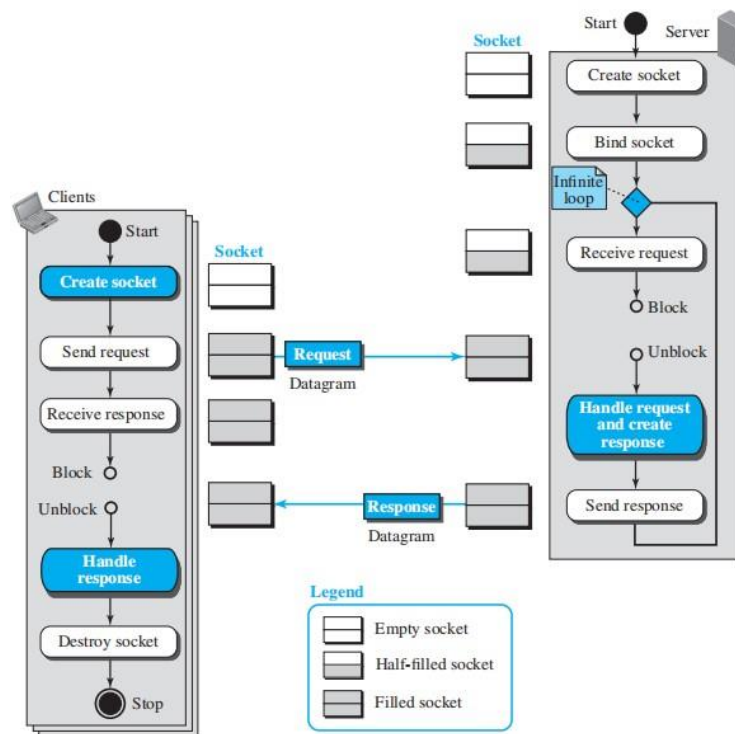 Start
Server
Socket
Create socket
Bind socket
Infinite
loop
Receive request
Block
Unblock
Handle request
and create
response
Send response
Clients
Start
Socket
Create socket
Send request
Request
Datagram
Receive response
Block
Unblock
Response
Datagram
Handle
response
Destroy socket
Stop
Legend
Empty socket
Half-filled socket
Filled socket